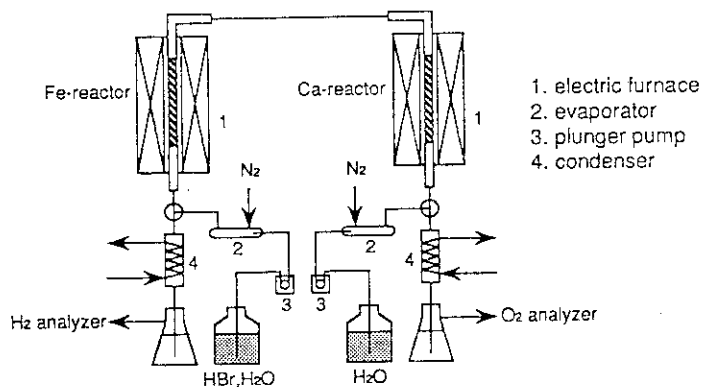 Fe-reactor
1
Ca-reactor
1
1. electric furnace
2. evaporator
3. plunger pump
4. condenser
N2
N2
2
2
4
3
3
4
H2 analyzer
HBr,H2O
H2O
O2 analyzer